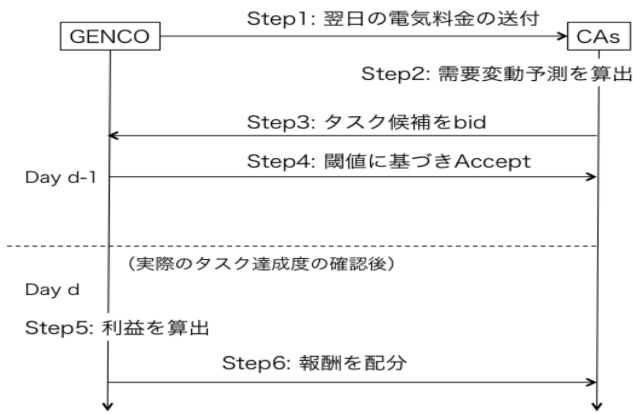 Step1: 翌日の電気料金の送付
GENCO
CAs
Step2: 需要変動予測を算出
Step3: タスク候補をbid
Step4: 閾値に基づきAccept
Day d-1
(実際のタスク達成度の確認後)
Day d
Step5: 利益を算出
Step6: 報酬を配分